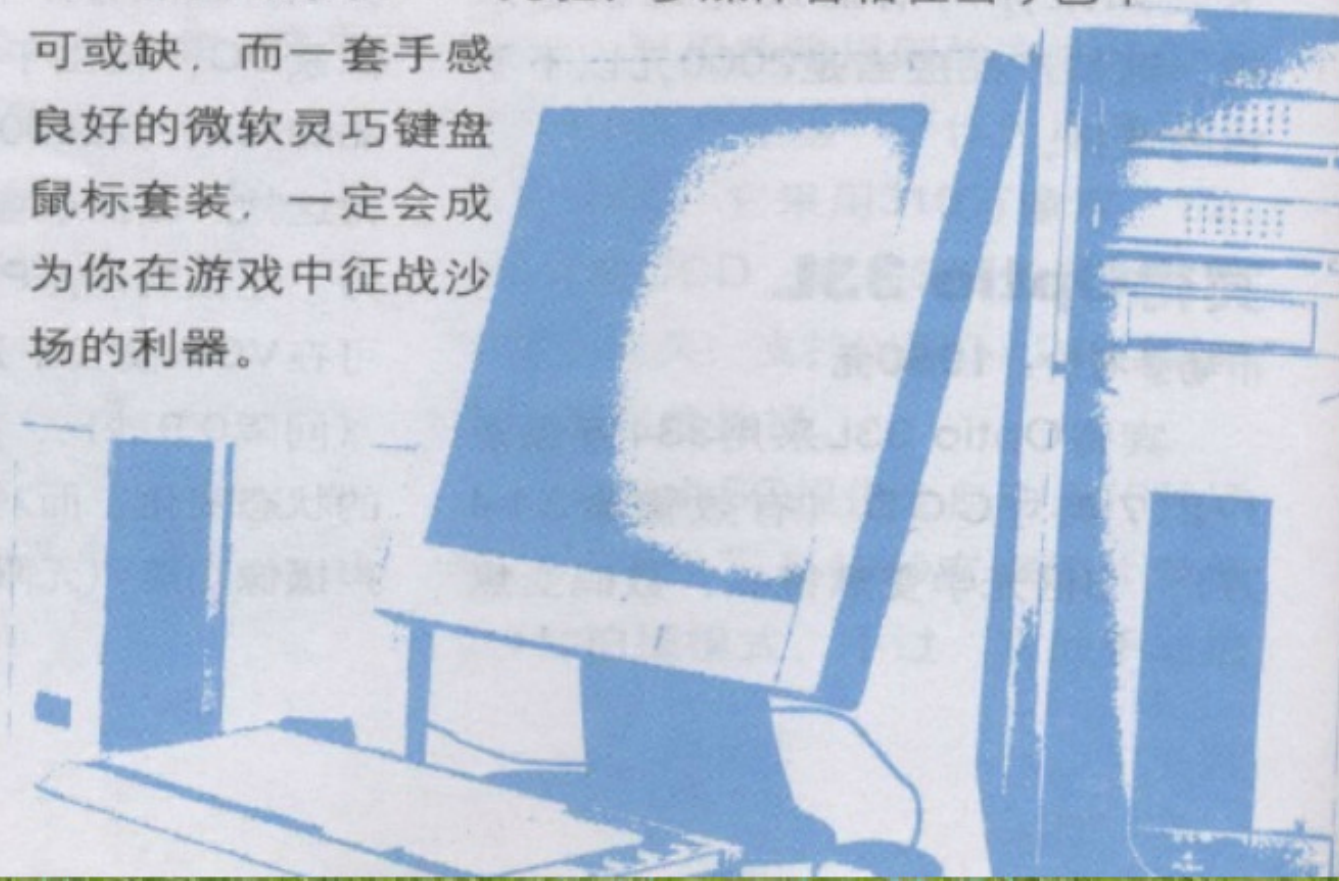 可或缺，而一套手感
良好的微软灵巧键盘
鼠标套装，一定会成
为你在游戏中征战沙
场的利器。